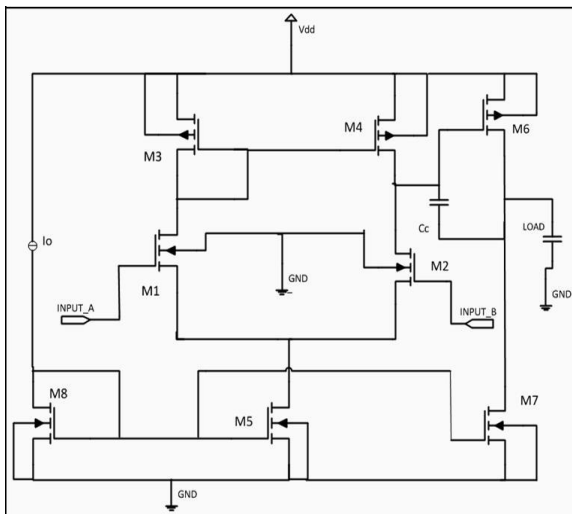 Vdd
M3
M4
M6
Io
Cc
LOAD
M1
GND
M2
GND
INPUT_A
INPUT_B
M8
M5
M7
GND